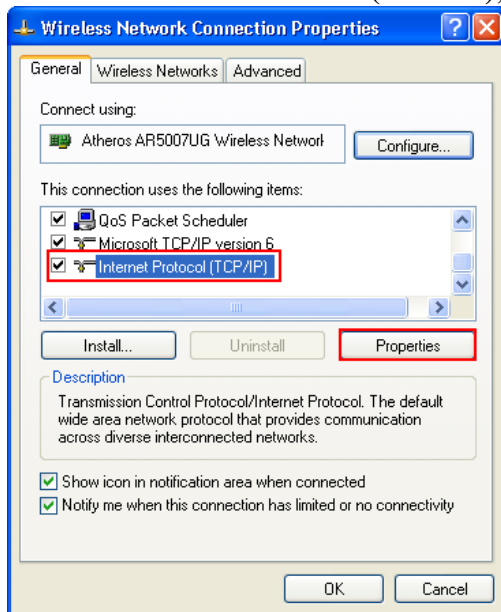 Wireless Network Connection Properties
General Wireless Networks Advanced
Connect using:
Atheros AR5007UG Wireless Network
Configure...
This connection uses the following items:
QoS Packet Scheduler
Microsoft TCP/IP version 6
Internet Protocol (TCP/IP)
Install... Uninstall Properties
Description
Transmission Control Protocol/Internet Protocol. The default
wide area network protocol that provides communication
across diverse interconnected networks.
Show icon in notification area when connected
Notify me when this connection has limited or no connectivity
OK Cancel